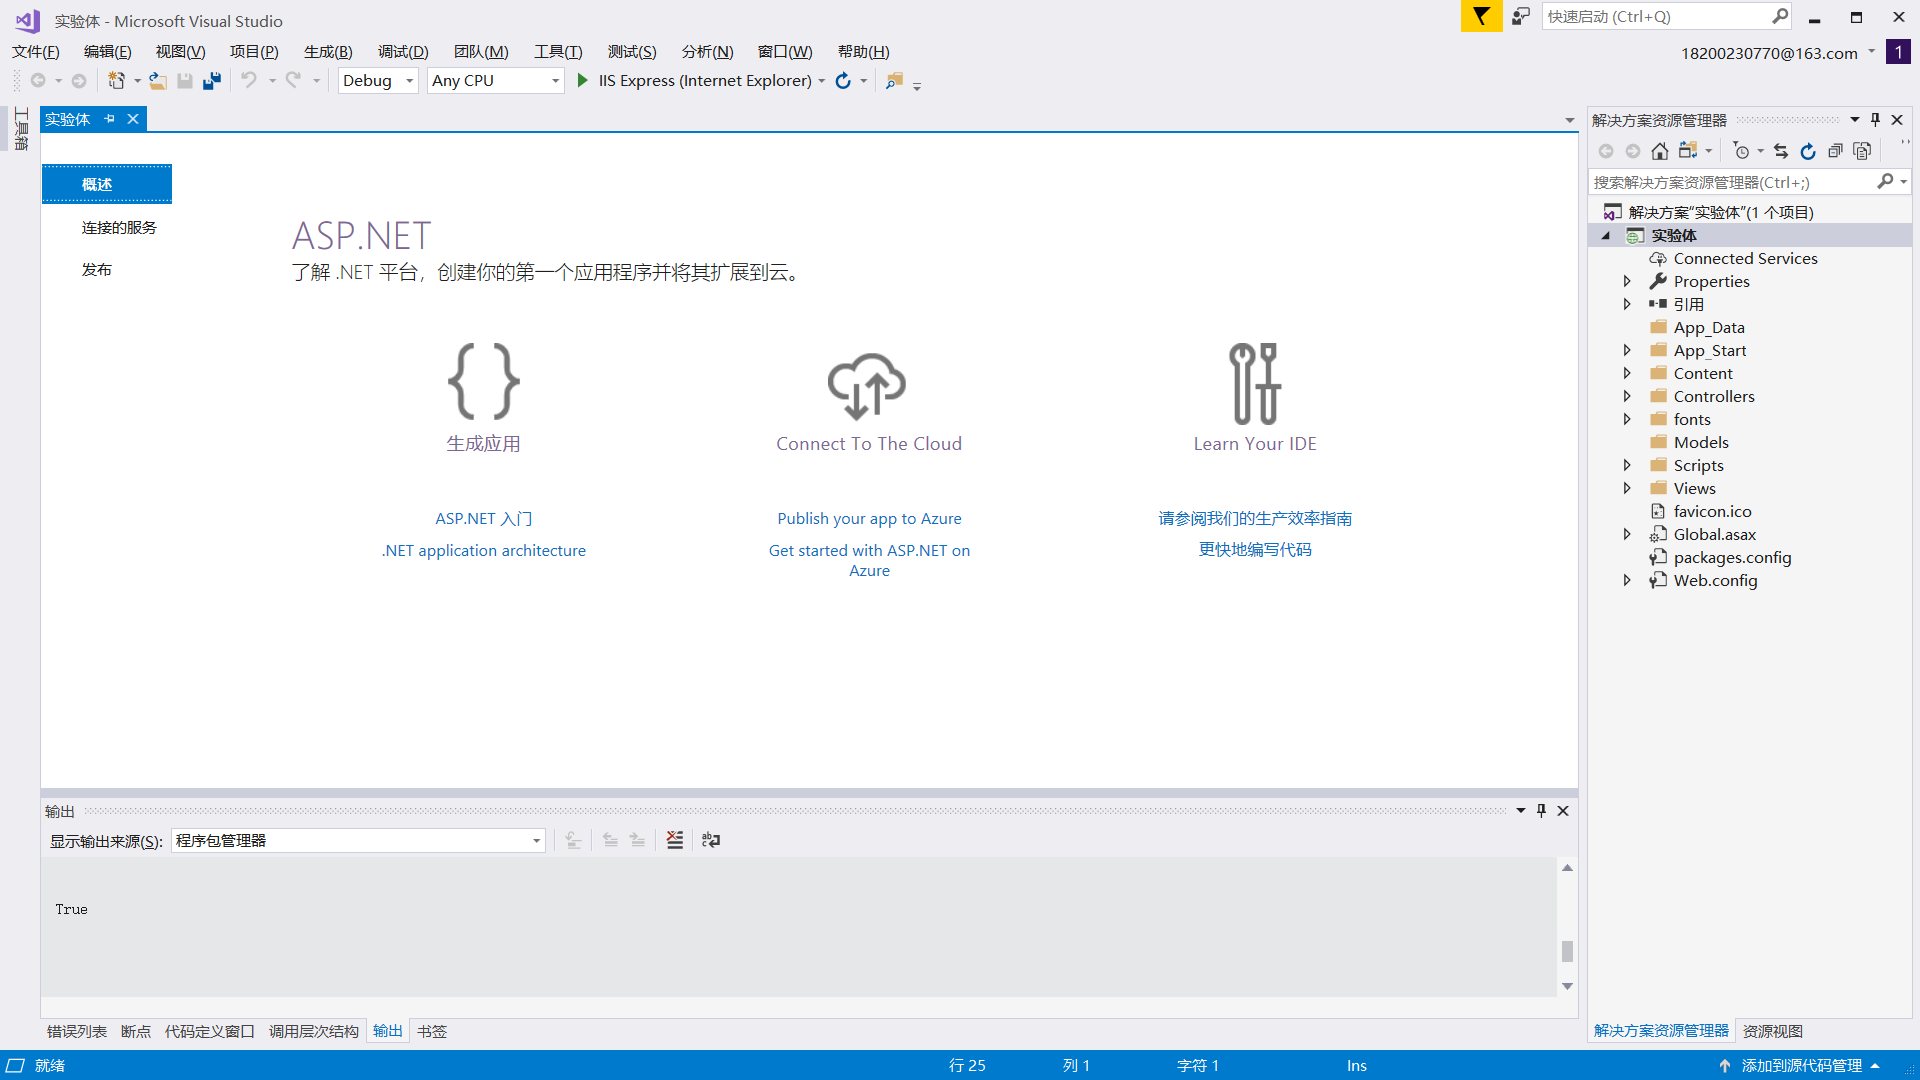 实验体 - Microsoft Visual Studio
快速启动 (Ctrl+Q)
文件(F) 编辑(E) 视图(V) 项目(P) 生成(B) 调试(D) 团队(M) 工具(T) 测试(S) 分析(N) 窗口(W) 帮助(H)
18200230770@163.com
1
Debug Any CPU IIS Express (Internet Explorer)
工具箱
实验体
概述
连接的服务
发布
ASP.NET
了解 .NET 平台，创建你的第一个应用程序并将其扩展到云。
生成应用
ASP.NET 入门
.NET application architecture
Connect To The Cloud
Publish your app to Azure
Get started with ASP.NET on
Azure
Learn Your IDE
请参阅我们的生产效率指南
更快地编写代码
输出
显示输出来源(S): 程序包管理器
True
错误列表 断点 代码定义窗口 调用层次结构 输出 书签
解决方案资源管理器
搜索解决方案资源管理器(Ctrl+;)
解决方案“实验体”(1 个项目)
实验体
Connected Services
Properties
引用
App_Data
App_Start
Content
Controllers
fonts
Models
Scripts
Views
favicon.ico
Global.asax
packages.config
Web.config
解决方案资源管理器 资源视图
就绪 行 25 列 1 字符 1 Ins 添加到源代码管理